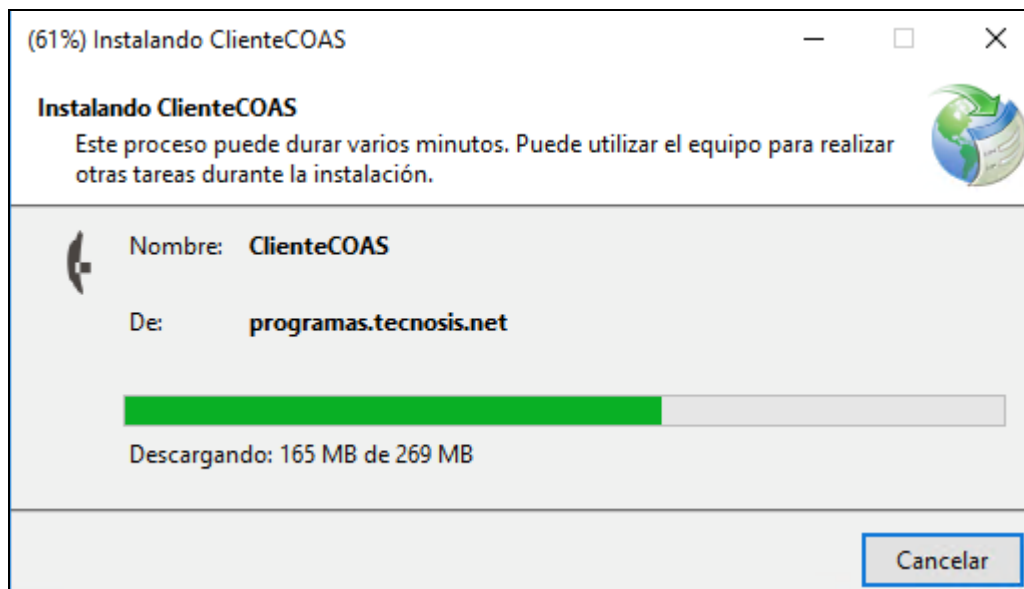 (61%) Instalando ClienteCOAS
Instalando ClienteCOAS
Este proceso puede durar varios minutos. Puede utilizar el equipo para realizar
otras tareas durante la instalación.
Nombre: ClienteCOAS
De: programas.tecnosis.net
Descargando: 165 MB de 269 MB
Cancelar